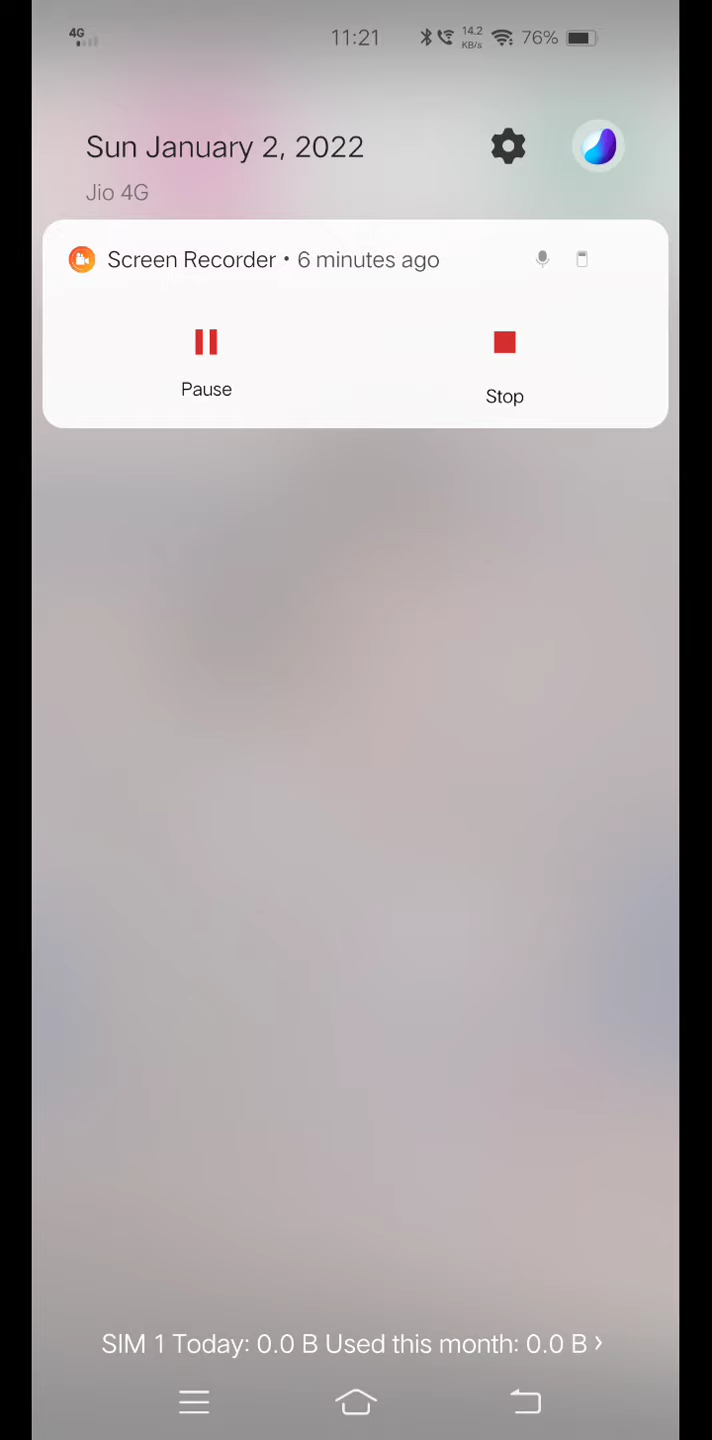 4G 11:21 14.2 KB/s 76%
Sun January 2, 2022
Jio 4G
Screen Recorder • 6 minutes ago
Pause Stop
SIM 1 Today: 0.0 B Used this month: 0.0 B ›